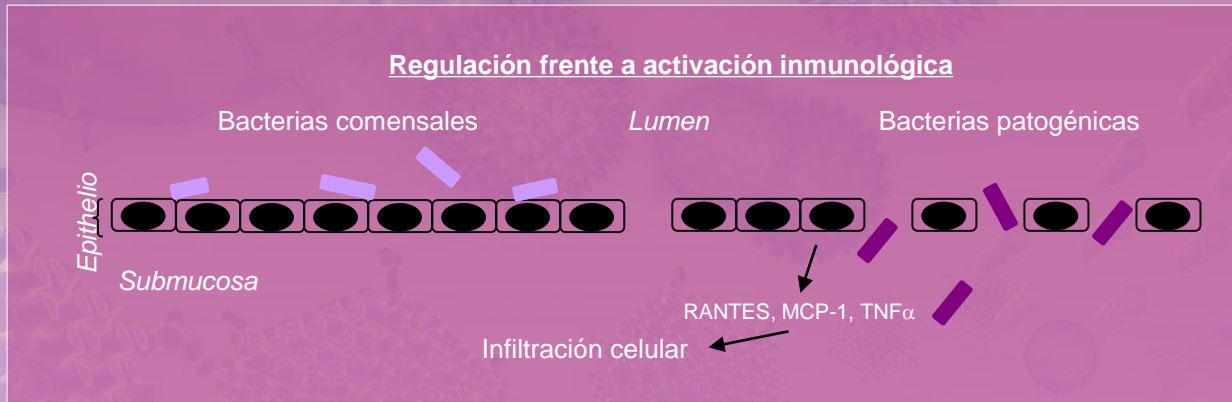 Regulación frente a activación inmunológica
Bacterias comensales
Lumen
Bacterias patogénicas
Epithelio
Submucosa
RANTES, MCP-1, TNFα
Infiltración celular